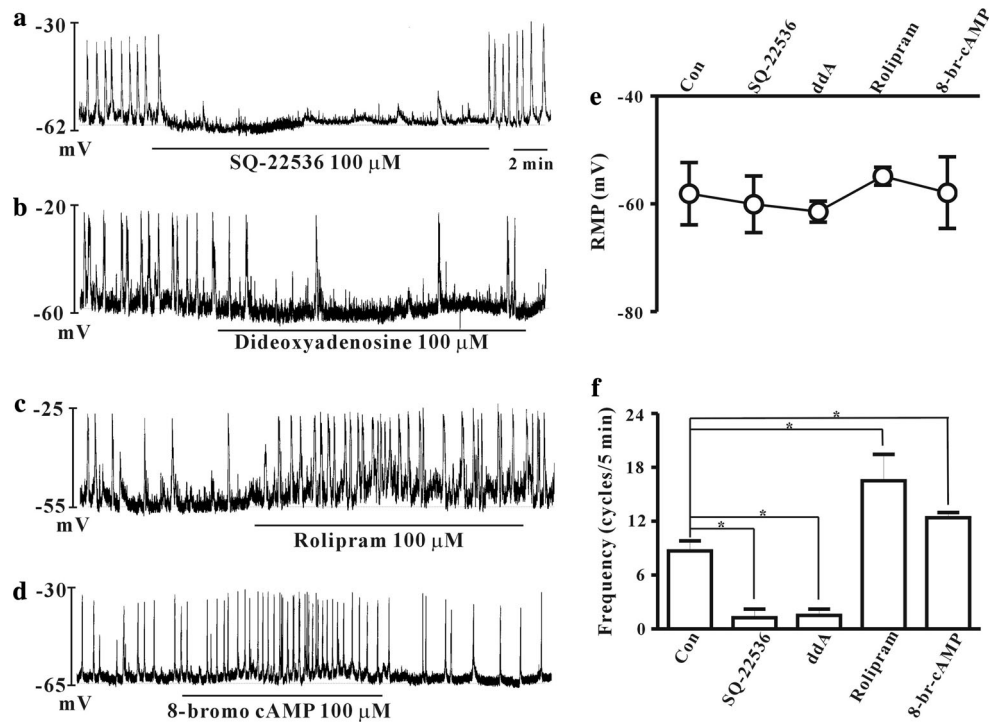 a
-30
-62
mV
SQ-22536 100 µM
2 min
b
-20
-60
mV
Dideoxyadenosine 100 µM
c
-25
-55
mV
Rolipram 100 µM
d
-30
-65
mV
8-bromo cAMP 100 µM
e
Con
SQ-22536
ddA
Rolipram
8-br-cAMP
-40
-60
-80
RMP (mV)
f
24
18
12
6
0
Frequency (cycles/5 min)
*
*
*
*
Con
SQ-22536
ddA
Rolipram
8-br-cAMP